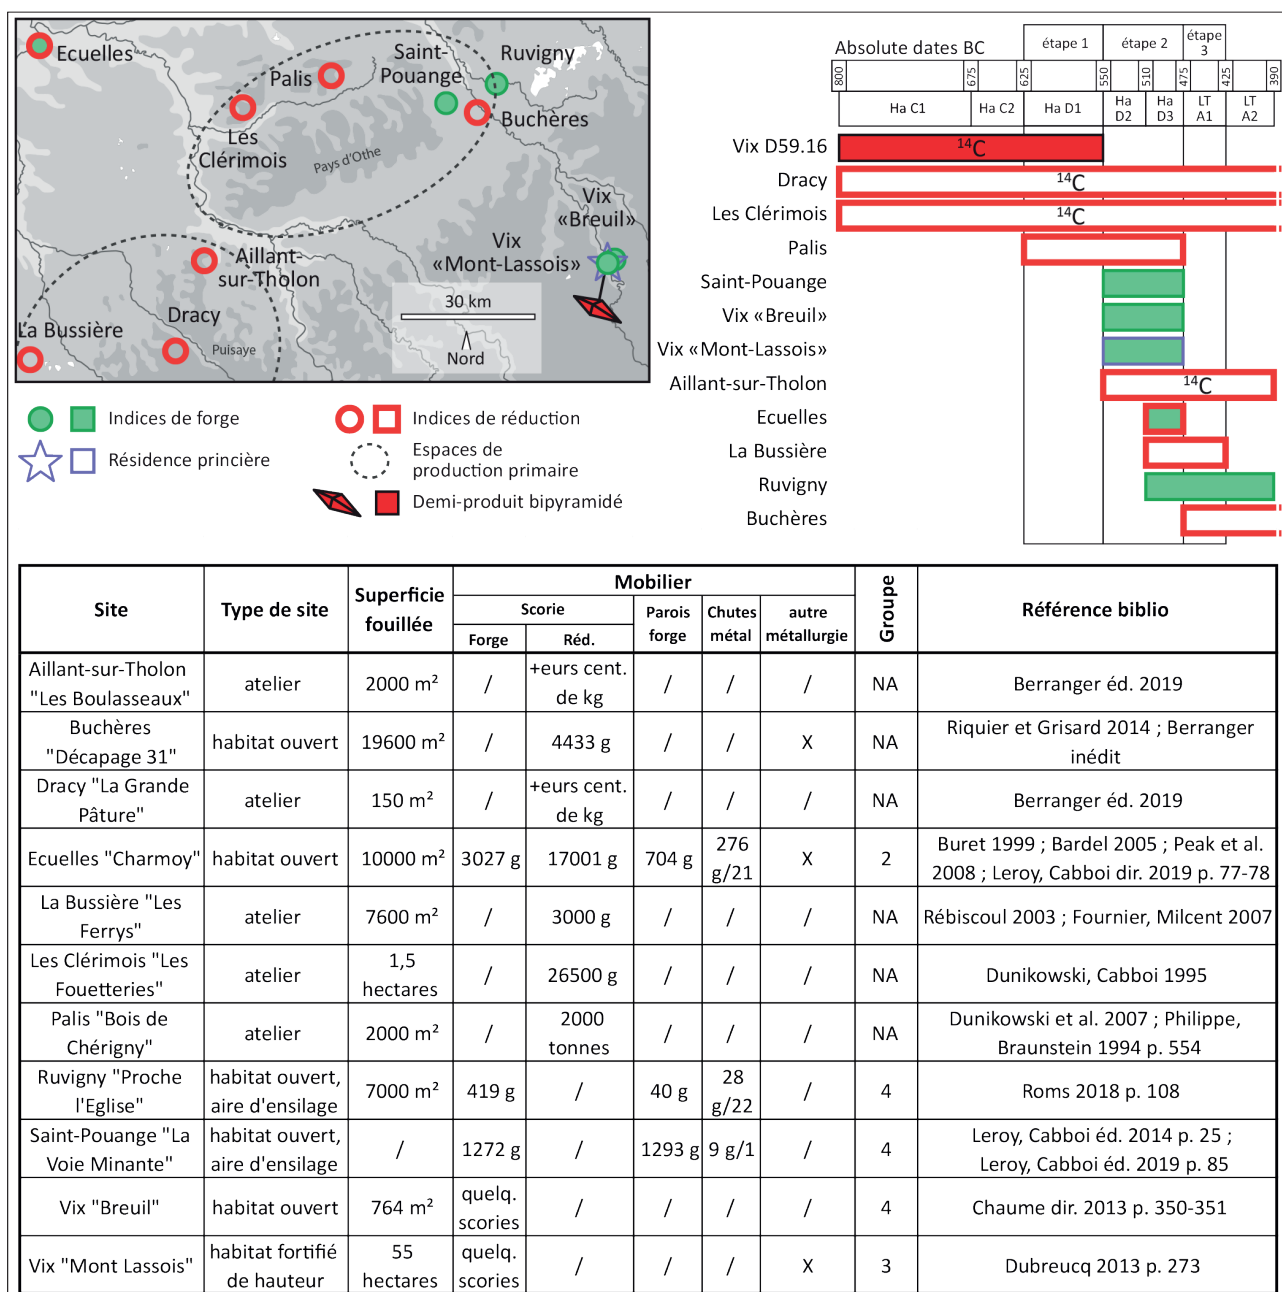 Ecuelles
Palis
Saint-
Pouange
Ruvigny
Buchères
Les
Clérimois
Pays d'Othe
Vix
«Breuil»
Vix
«Mont-Lassois»
Aillant-
sur-Tholon
Dracy
La Bussière
Puisaye
30 km
Nord
Indices de forge
Indices de réduction
Résidence princière
Espaces de
production primaire
Demi-produit bipyramidé
Absolute dates BC
étape 1
étape 2
étape
3
800
675
625
550
510
475
425
390
Ha C1
Ha C2
Ha D1
Ha
D2
Ha
D3
LT
A1
LT
A2
Vix D59.16
¹⁴C
Dracy
¹⁴C
Les Clérimois
¹⁴C
Palis
Saint-Pouange
Vix «Breuil»
Vix «Mont-Lassois»
Aillant-sur-Tholon
¹⁴C
Ecuelles
La Bussière
Ruvigny
Buchères
Site
Type de site
Superficie
fouillée
Mobilier
Scorie
Forge
Réd.
Parois
forge
Chutes
métal
autre
métallurgie
Groupe
Référence biblio
Aillant-sur-Tholon
"Les Boulasseaux"
atelier
2000 m²
/
+eurs cent.
de kg
/
/
/
NA
Berranger éd. 2019
Buchères
"Décapage 31"
habitat ouvert
19600 m²
/
4433 g
/
/
X
NA
Riquier et Grisard 2014 ; Berranger
inédit
Dracy "La Grande
Pâture"
atelier
150 m²
/
+eurs cent.
de kg
/
/
/
NA
Berranger éd. 2019
Ecuelles "Charmoy"
habitat ouvert
10000 m²
3027 g
17001 g
704 g
276
g/21
X
2
Buret 1999 ; Bardel 2005 ; Peak et al.
2008 ; Leroy, Cabboi dir. 2019 p. 77-78
La Bussière "Les
Ferrys"
atelier
7600 m²
/
3000 g
/
/
/
NA
Rébiscoul 2003 ; Fournier, Milcent 2007
Les Clérimois "Les
Fouetteries"
atelier
1,5
hectares
/
26500 g
/
/
/
NA
Dunikowski, Cabboi 1995
Palis "Bois de
Chérigny"
atelier
2000 m²
/
2000
tonnes
/
/
/
NA
Dunikowski et al. 2007 ; Philippe,
Braunstein 1994 p. 554
Ruvigny "Proche
l'Eglise"
habitat ouvert,
aire d'ensilage
7000 m²
419 g
/
40 g
28
g/22
/
4
Roms 2018 p. 108
Saint-Pouange "La
Voie Minante"
habitat ouvert,
aire d'ensilage
/
1272 g
/
1293 g
9 g/1
/
4
Leroy, Cabboi éd. 2014 p. 25 ;
Leroy, Cabboi éd. 2019 p. 85
Vix "Breuil"
habitat ouvert
764 m²
quelq.
scories
/
/
/
/
4
Chaume dir. 2013 p. 350-351
Vix "Mont Lassois"
habitat fortifié
de hauteur
55
hectares
quelq.
scories
/
/
/
X
3
Dubreucq 2013 p. 273